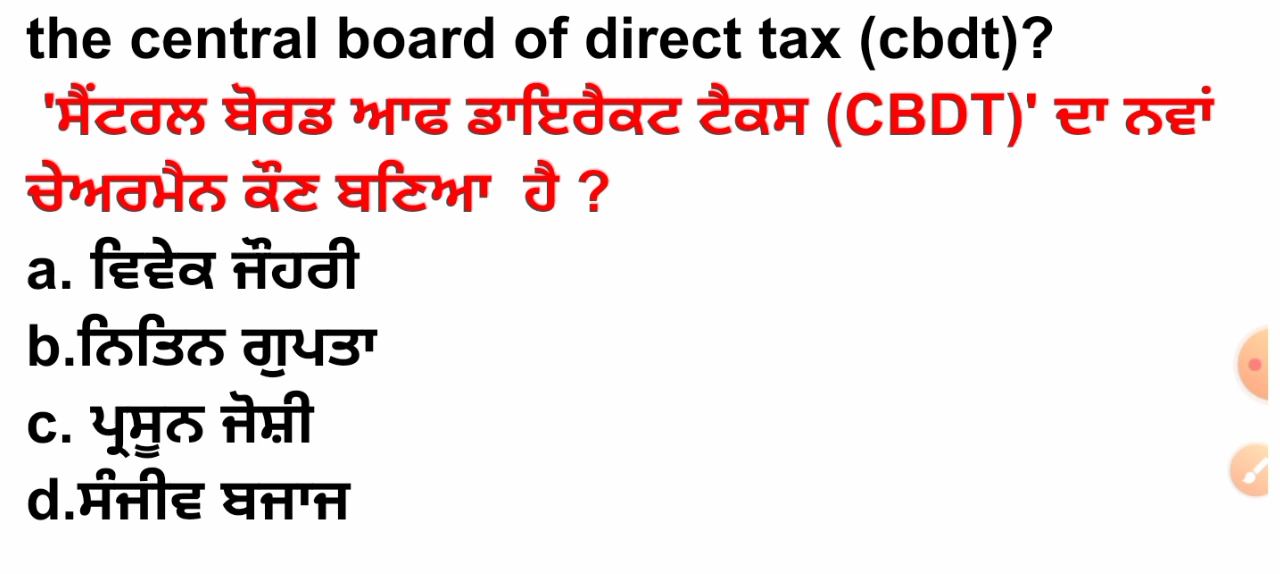 the central board of direct tax (cbdt)?
'ਸੈਂਟਰਲ ਬੋਰਡ ਆਫ ਡਾਇਰੈਕਟ ਟੈਕਸ (CBDT)' ਦਾ ਨਵਾਂ
ਚੇਅਰਮੈਨ ਕੌਣ ਬਣਿਆ ਹੈ ?
a. ਵਿਵੇਕ ਜੌਹਰੀ
b.ਨਿਤਿਨ ਗੁਪਤਾ
c. ਪ੍ਰਸੂਨ ਜੋਸ਼ੀ
d.ਸੰਜੀਵ ਬਜਾਜ